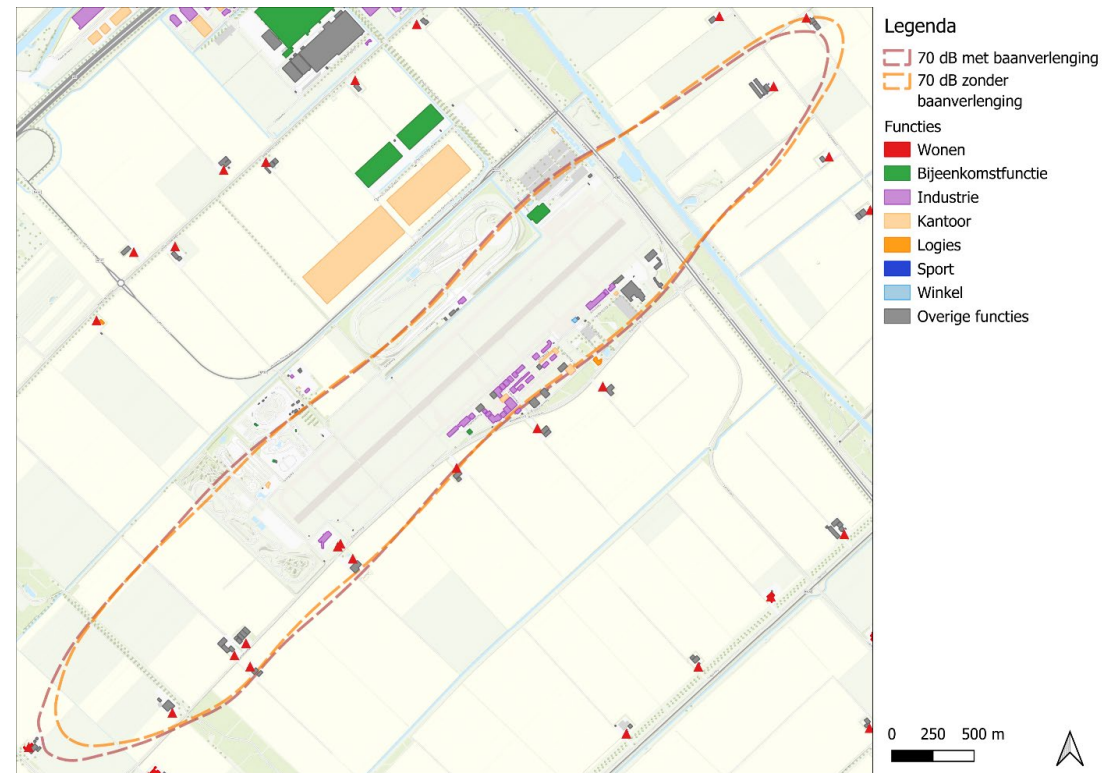 Legenda
70 dB met baanverlenging
70 dB zonder
baanverlenging
Functies
Wonen
Bijeenkomstfunctie
Industrie
Kantoor
Logies
Sport
Winkel
Overige functies
0 250 500 m